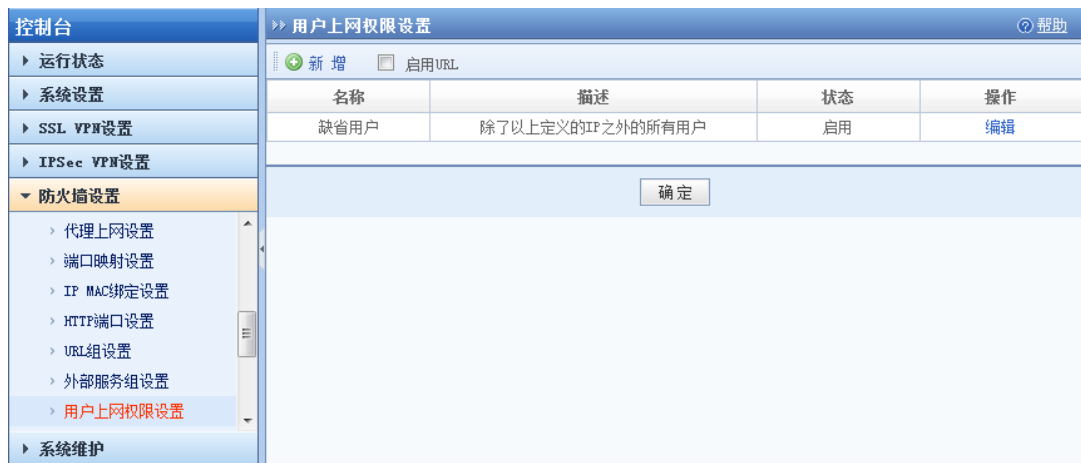 控制台
运行状态
系统设置
SSL VPN设置
IPSec VPN设置
防火墙设置
代理上网设置
端口映射设置
IP MAC绑定设置
HTTP端口设置
URL组设置
外部服务组设置
用户上网权限设置
系统维护
用户上网权限设置 帮助
新增 启用URL
名称 描述 状态 操作
缺省用户 除了以上定义的IP之外的所有用户 启用 编辑
确定